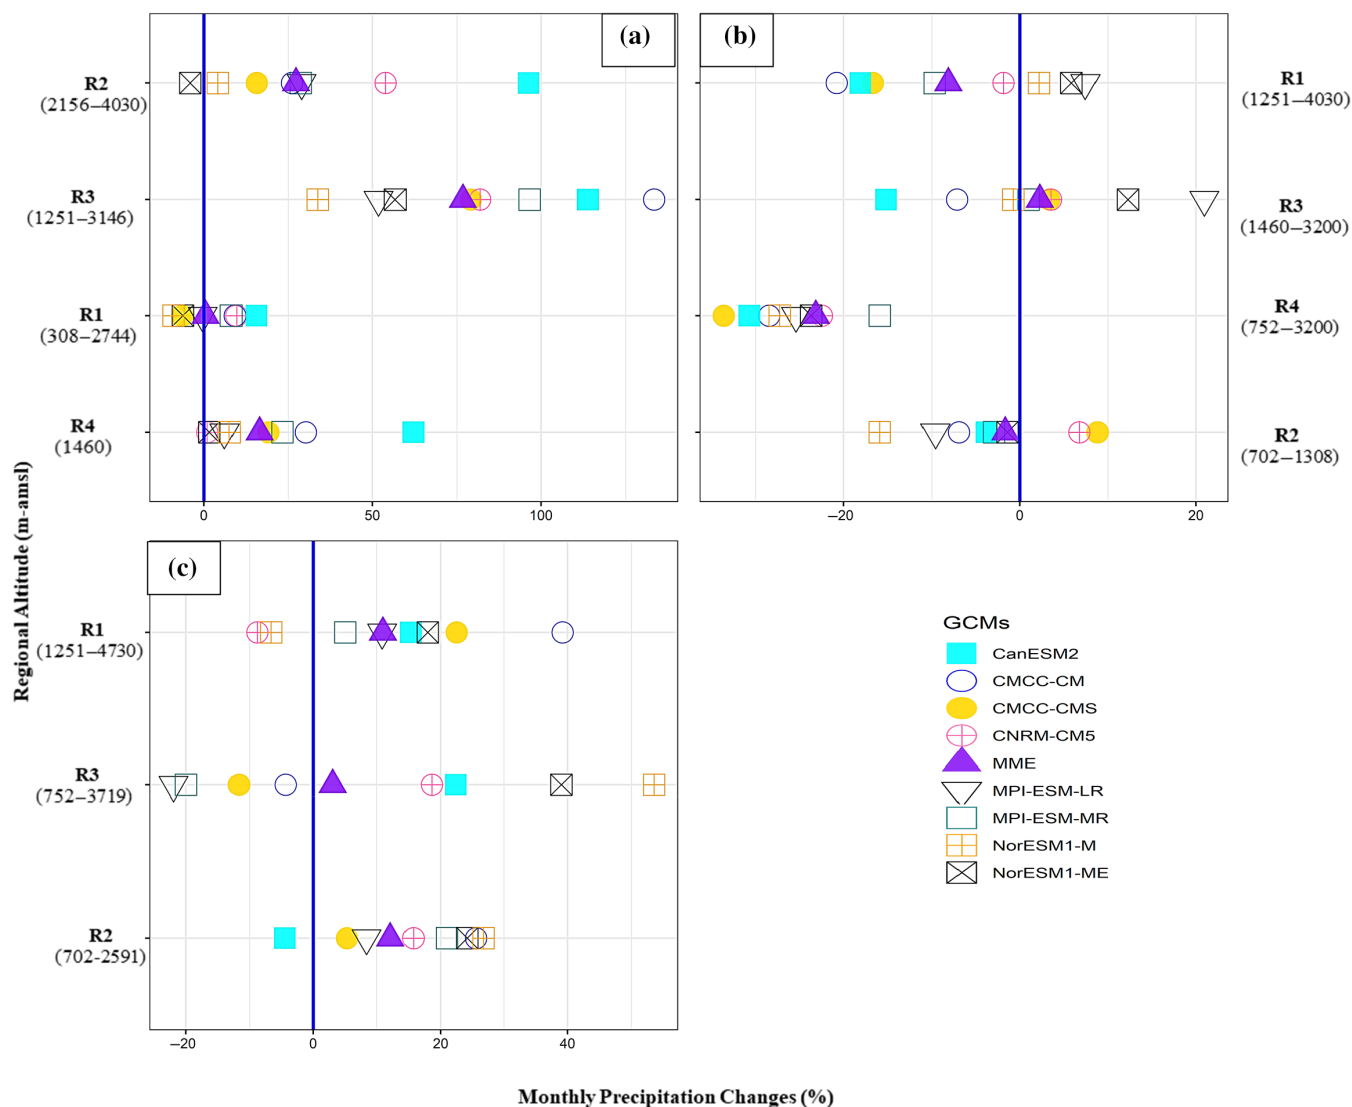 (a)
R2
(2156–4030)
R3
(1251–3146)
R1
(308–2744)
R4
(1460)
0
50
100
(b)
R1
(1251–4030)
R3
(1460–3200)
R4
(752–3200)
R2
(702–1308)
−20
0
20
(c)
R1
(1251–4730)
R3
(752–3719)
R2
(702-2591)
−20
0
20
40
Regional Altitude (m-amsl)
Monthly Precipitation Changes (%)
GCMs
CanESM2
CMCC-CM
CMCC-CMS
CNRM-CM5
MME
MPI-ESM-LR
MPI-ESM-MR
NorESM1-M
NorESM1-ME